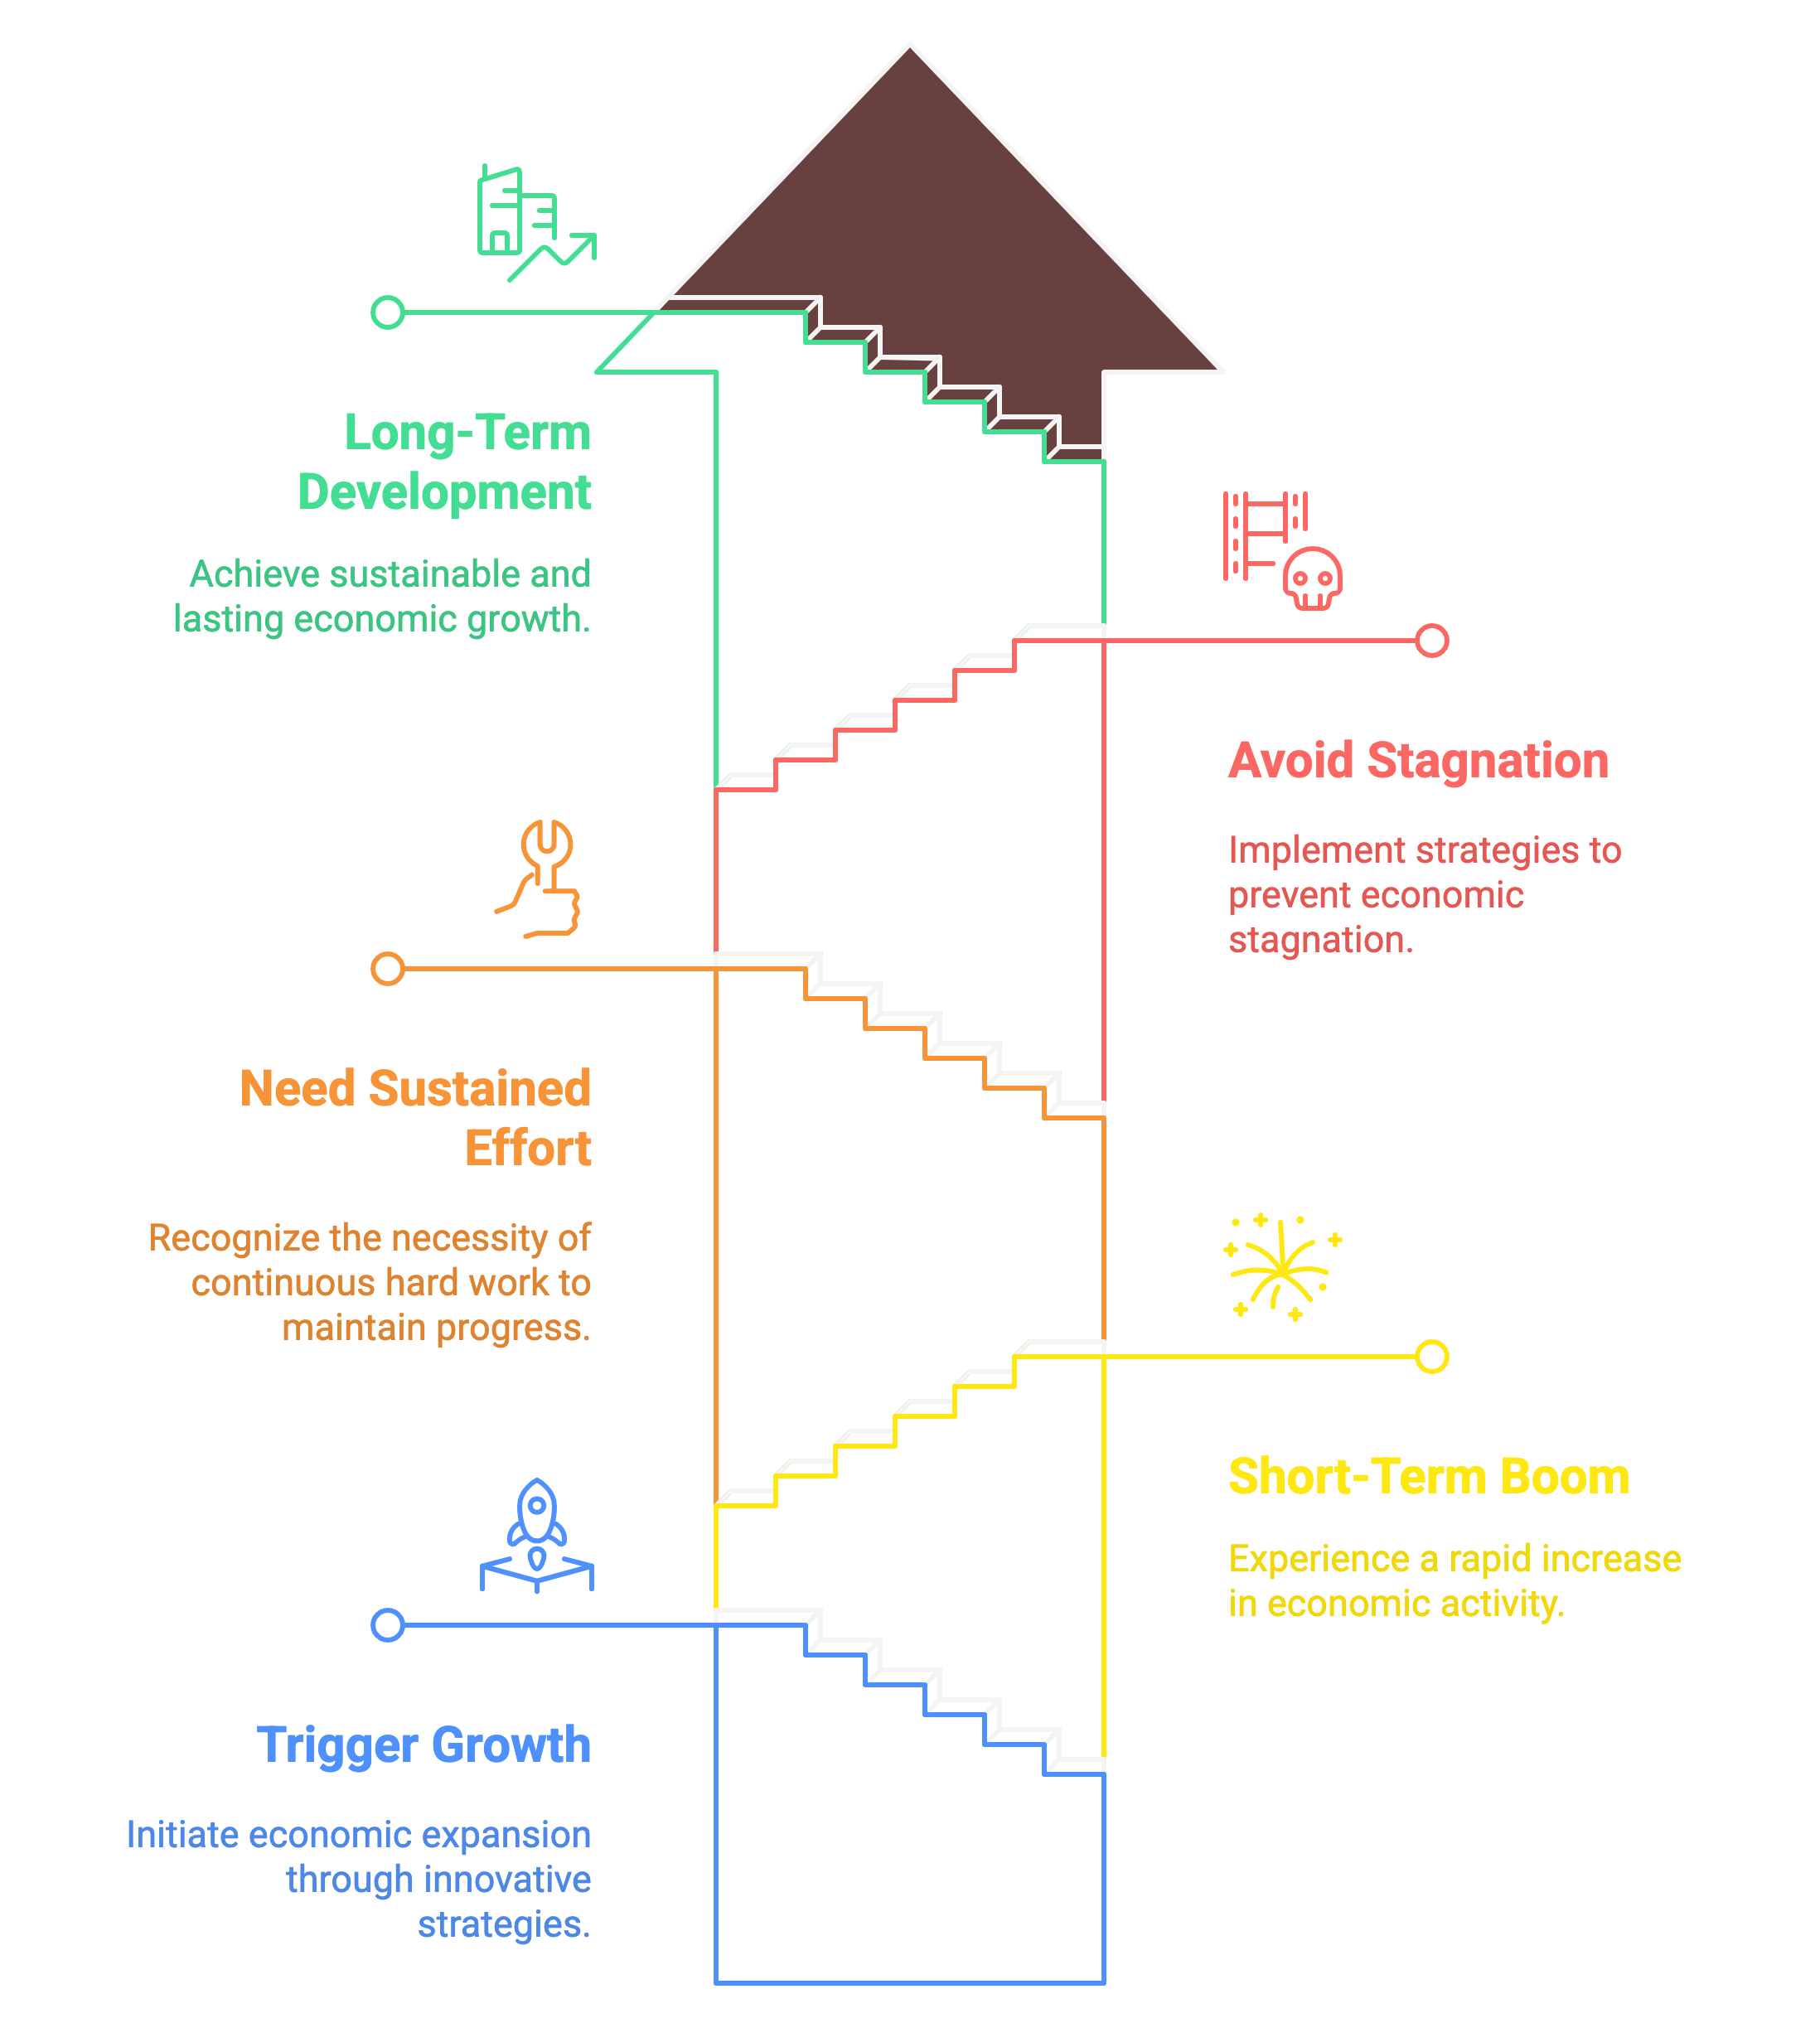 Long-Term
Development
Achieve sustainable and
lasting economic growth.
Avoid Stagnation
Implement strategies to
prevent economic
stagnation.
Need Sustained
Effort
Recognize the necessity of
continuous hard work to
maintain progress.
Short-Term Boom
Experience a rapid increase
in economic activity.
Trigger Growth
Initiate economic expansion
through innovative
strategies.